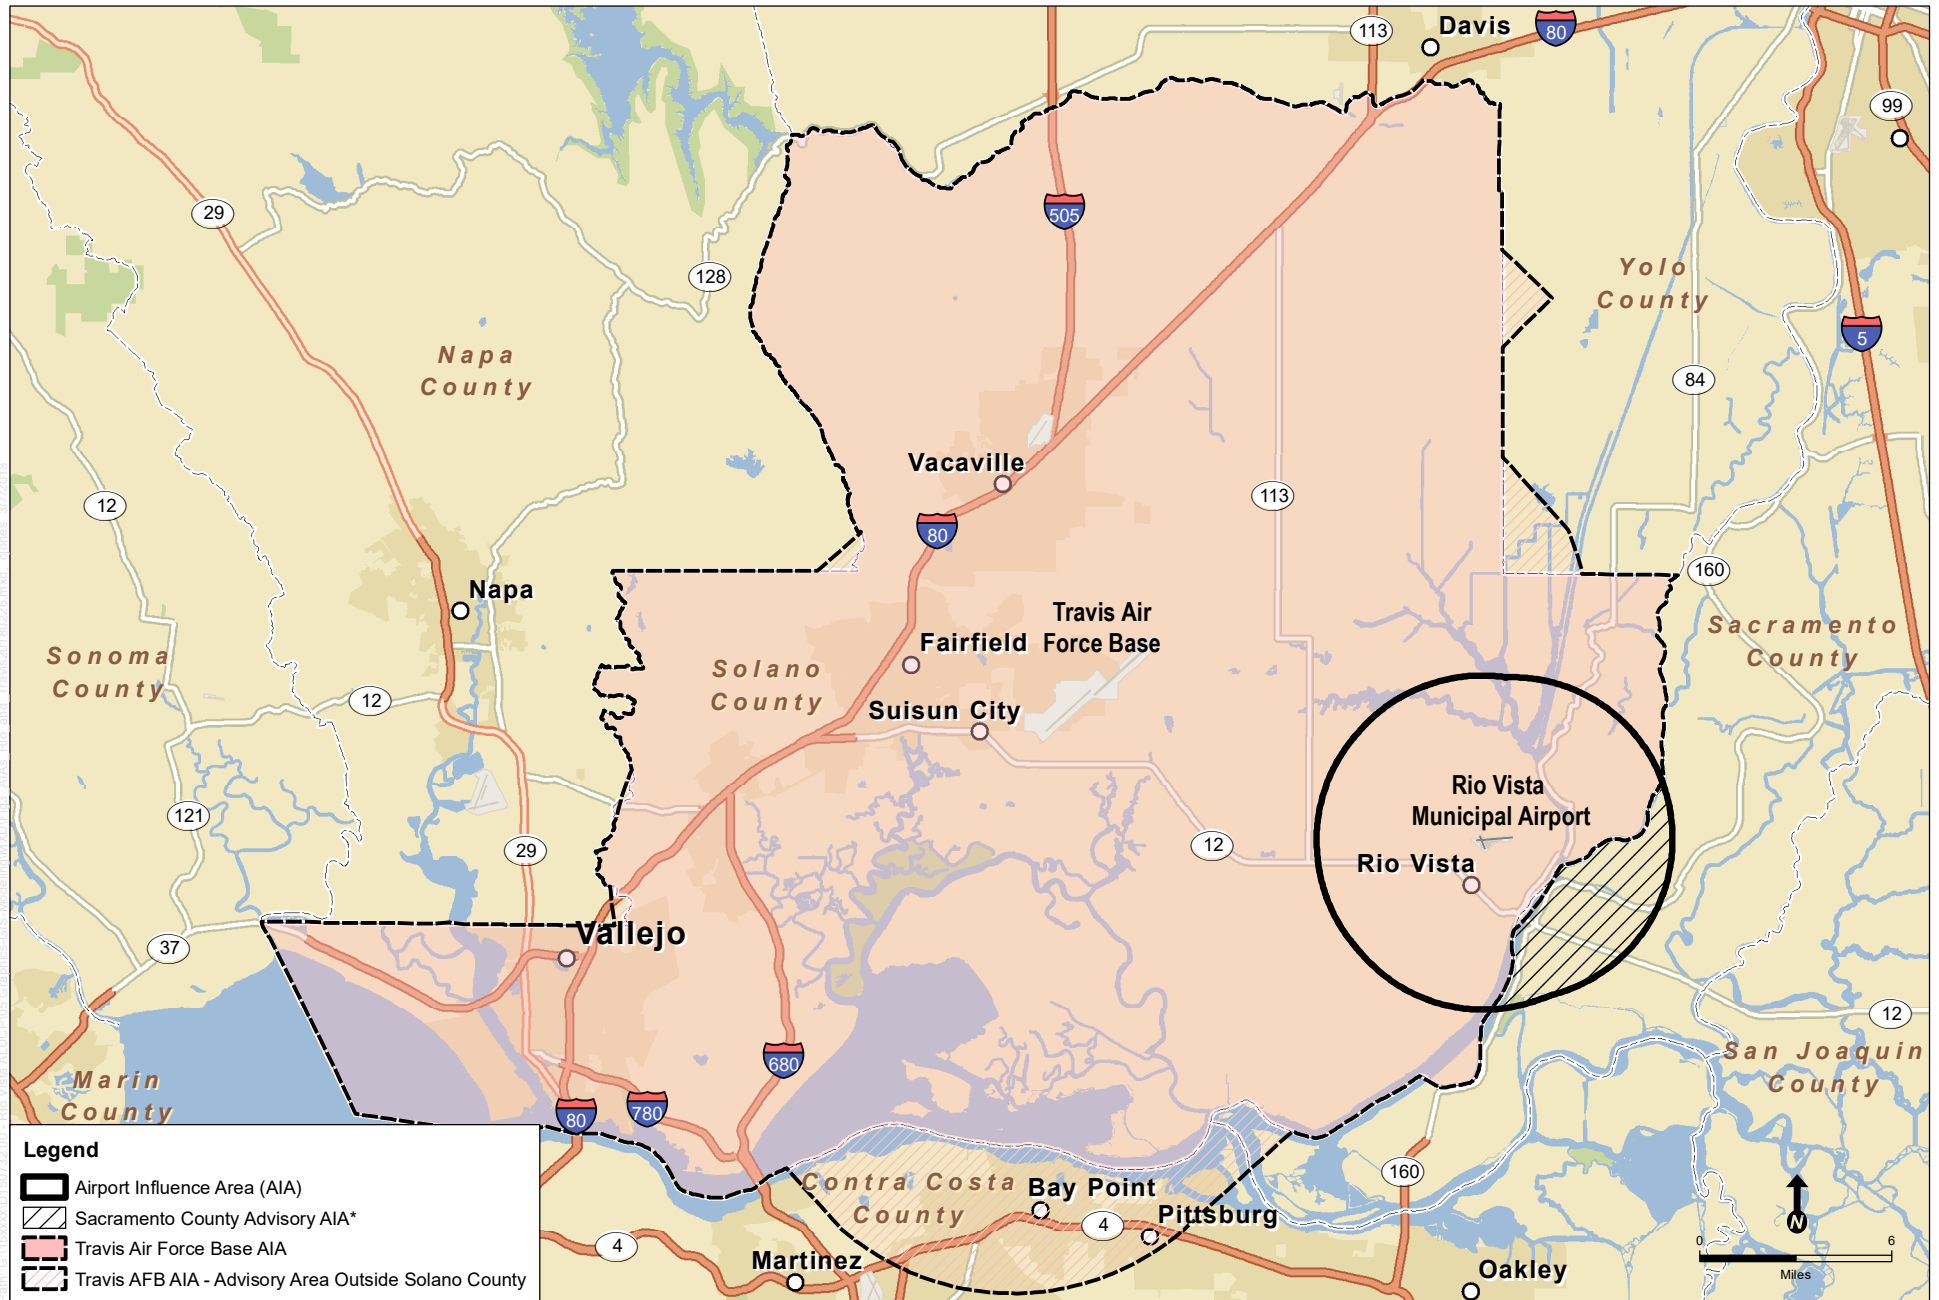 113
Davis
80
99
29
505
128
Yolo
County
5
Napa
County
84
Vacaville
12
113
80
160
Napa
Travis Air
Force Base
Fairfield
Sonoma
County
Solano
County
Sacramento
County
12
Suisun City
Rio Vista
Municipal Airport
121
29
12
Rio Vista
37
Vallejo
12
680
San Joaquin
County
Marin
County
80
780
Legend
Airport Influence Area (AIA)
Sacramento County Advisory AIA*
Travis Air Force Base AIA
Travis AFB AIA - Advisory Area Outside Solano County
160
Contra Costa
County
Bay Point
4
Pittsburg
4
Martinez
Oakley
N
0
6
Miles